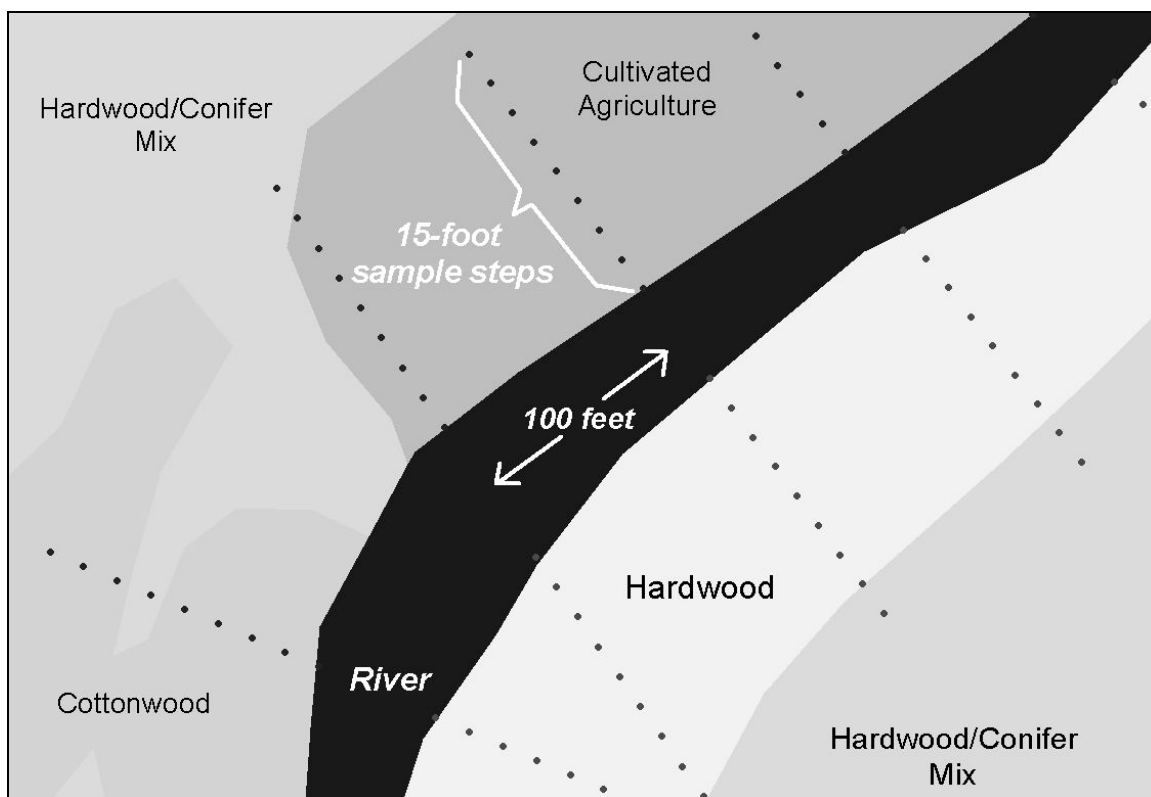 Hardwood/Conifer
Mix
Cultivated
Agriculture
15-foot
sample steps
100 feet
Hardwood
River
Cottonwood
Hardwood/Conifer
Mix